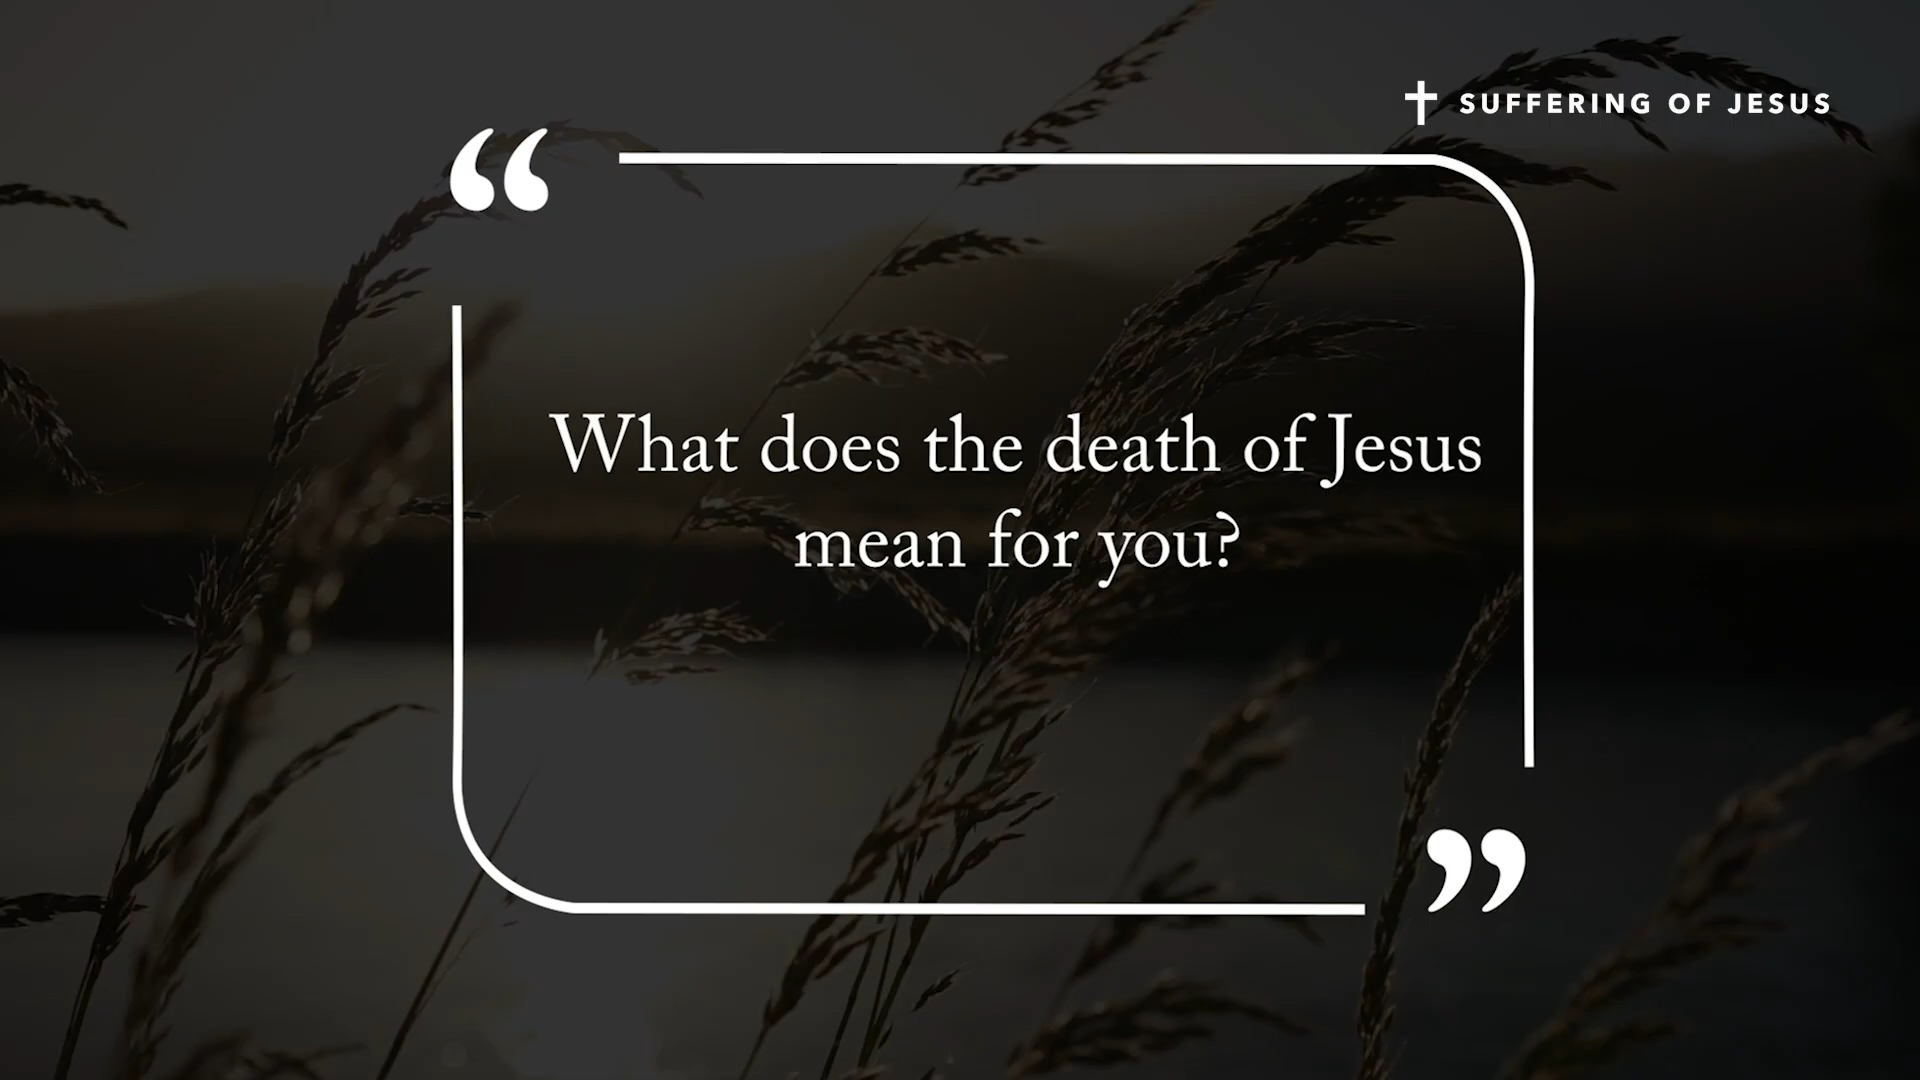 SUFFERING OF JESUS
“
What does the death of Jesus
mean for you?
”